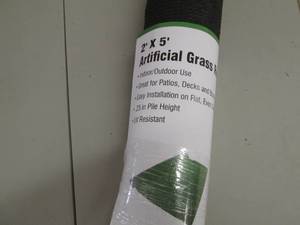 2' X 5'
Artificial Grass
• Indoor/Outdoor Use
• Great for Patios, Decks and
• Easy Installation on Flat, Even
• .25 in Pile Height
• UV Resistant